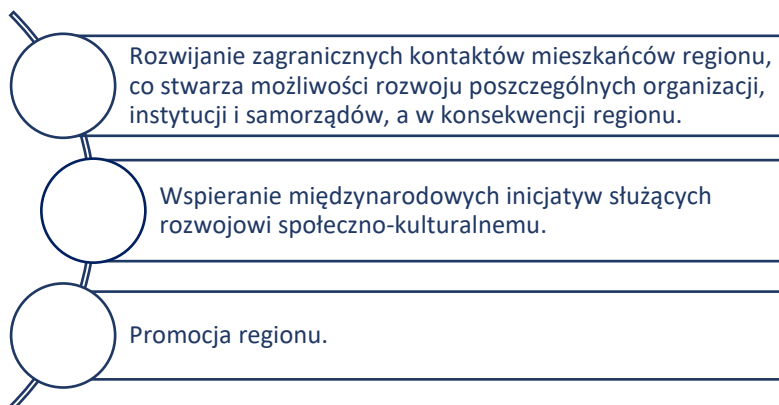 Rozwijanie zagranicznych kontaktów mieszkańców regionu,
co stwarza możliwości rozwoju poszczególnych organizacji,
instytucji i samorządów, a w konsekwencji regionu.
Wspieranie międzynarodowych inicjatyw służących
rozwojowi społeczno-kulturalnemu.
Promocja regionu.